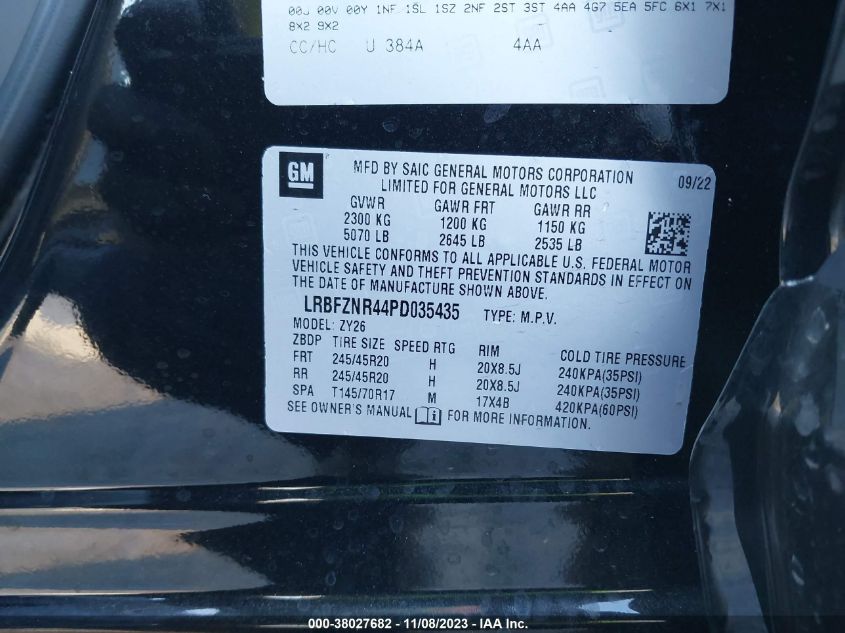 00J 00V 00Y 1NF 1SL 1SZ 2NF 2ST 3ST 4AA 4G7 5EA 5FC 6X1 7X1
8X2 9X2
CC/HC U 384A 4AA
GM
MFD BY SAIC GENERAL MOTORS CORPORATION
LIMITED FOR GENERAL MOTORS LLC
09/22
GVWR GAWR FRT GAWR RR
2300 KG 1200 KG 1150 KG
5070 LB 2645 LB 2535 LB
THIS VEHICLE CONFORMS TO ALL APPLICABLE U.S. FEDERAL MOTOR
VEHICLE SAFETY AND THEFT PREVENTION STANDARDS IN EFFECT ON
THE DATE OF MANUFACTURE SHOWN ABOVE.
LRBFZNR44PD035435 TYPE: M.P.V.
MODEL: ZY26
ZBDP TIRE SIZE SPEED RTG RIM COLD TIRE PRESSURE
FRT 245/45R20 H 20X8.5J 240KPA(35PSI)
RR 245/45R20 H 20X8.5J 240KPA(35PSI)
SPA T145/70R17 M 17X4B 420KPA(60PSI)
SEE OWNER'S MANUAL FOR MORE INFORMATION.
000-38027682 - 11/08/2023 - IAA Inc.